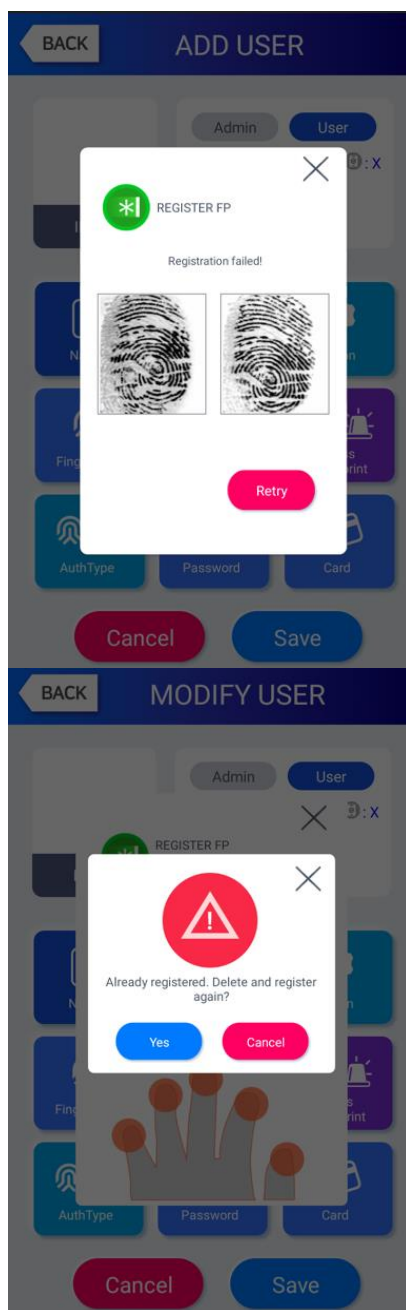 BACK
ADD USER
Admin
User
: X
REGISTER FP
Registration failed!
Retry
AuthType
Password
Card
Cancel
Save
BACK
MODIFY USER
Admin
User
: X
REGISTER FP
Already registered. Delete and register
again?
Yes
Cancel
AuthType
Password
Card
Cancel
Save